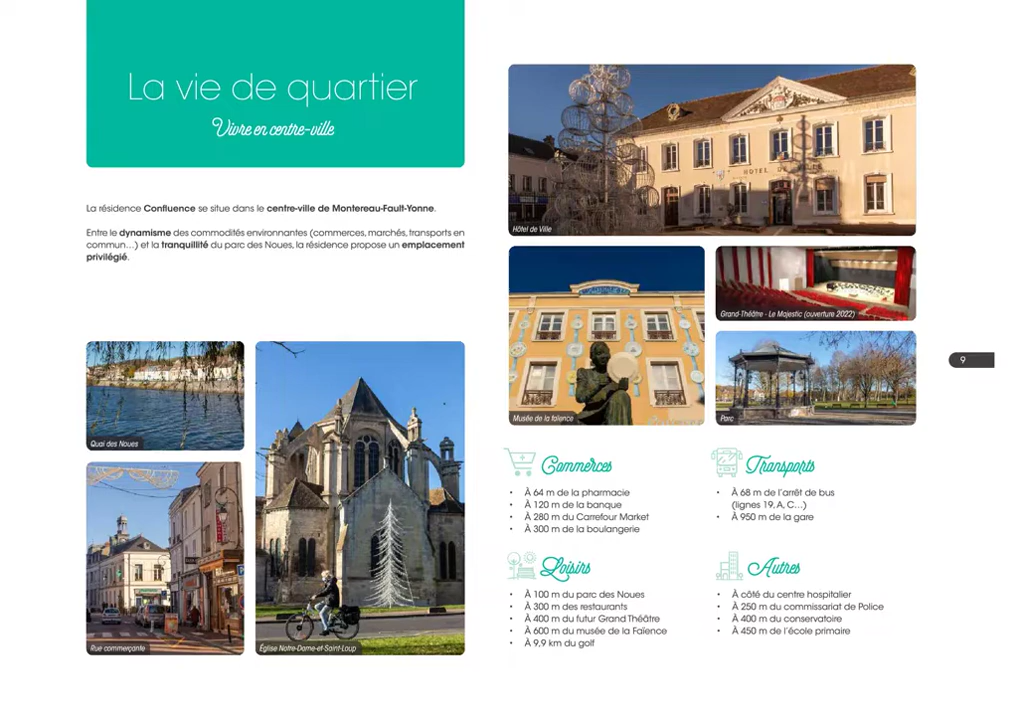 La vie de quartier
Vivre en centre-ville
La résidence Confluence se situe dans le centre-ville de Montereau-Fault-Yonne.
Entre le dynamisme des commodités environnantes (commerces, marchés, transports en
commun…) et la tranquillité du parc des Noues, la résidence propose un emplacement
privilégié.
Quai des Noues
Rue commerçante
Église Notre-Dame-et-Saint-Loup
HOTEL DE VILLE
Hôtel de Ville
Musée de la faïence
Grand-Théâtre - Le Majestic (ouverture 2022)
Parc
9
Commerces
• À 64 m de la pharmacie
• À 120 m de la banque
• À 280 m du Carrefour Market
• À 300 m de la boulangerie
Transports
• À 68 m de l'arrêt de bus
(lignes 19, A, C…)
• À 950 m de la gare
Loisirs
• À 100 m du parc des Noues
• À 300 m des restaurants
• À 400 m du futur Grand Théâtre
• À 600 m du musée de la Faïence
• À 9,9 km du golf
Autres
• À côté du centre hospitalier
• À 250 m du commissariat de Police
• À 400 m du conservatoire
• À 450 m de l'école primaire